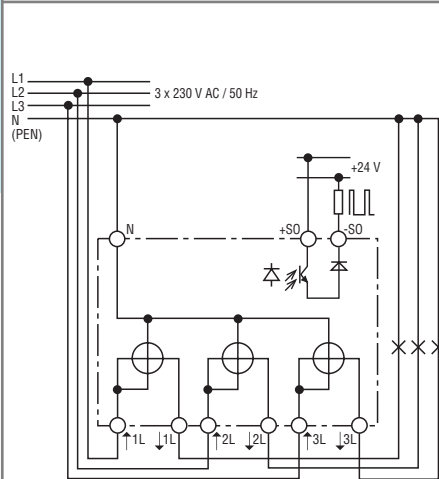 L1
L2
3 x 230 V AC / 50 Hz
L3
N
(PEN)
+24 V
N
+SO
-SO
1L
1L
2L
2L
3L
3L